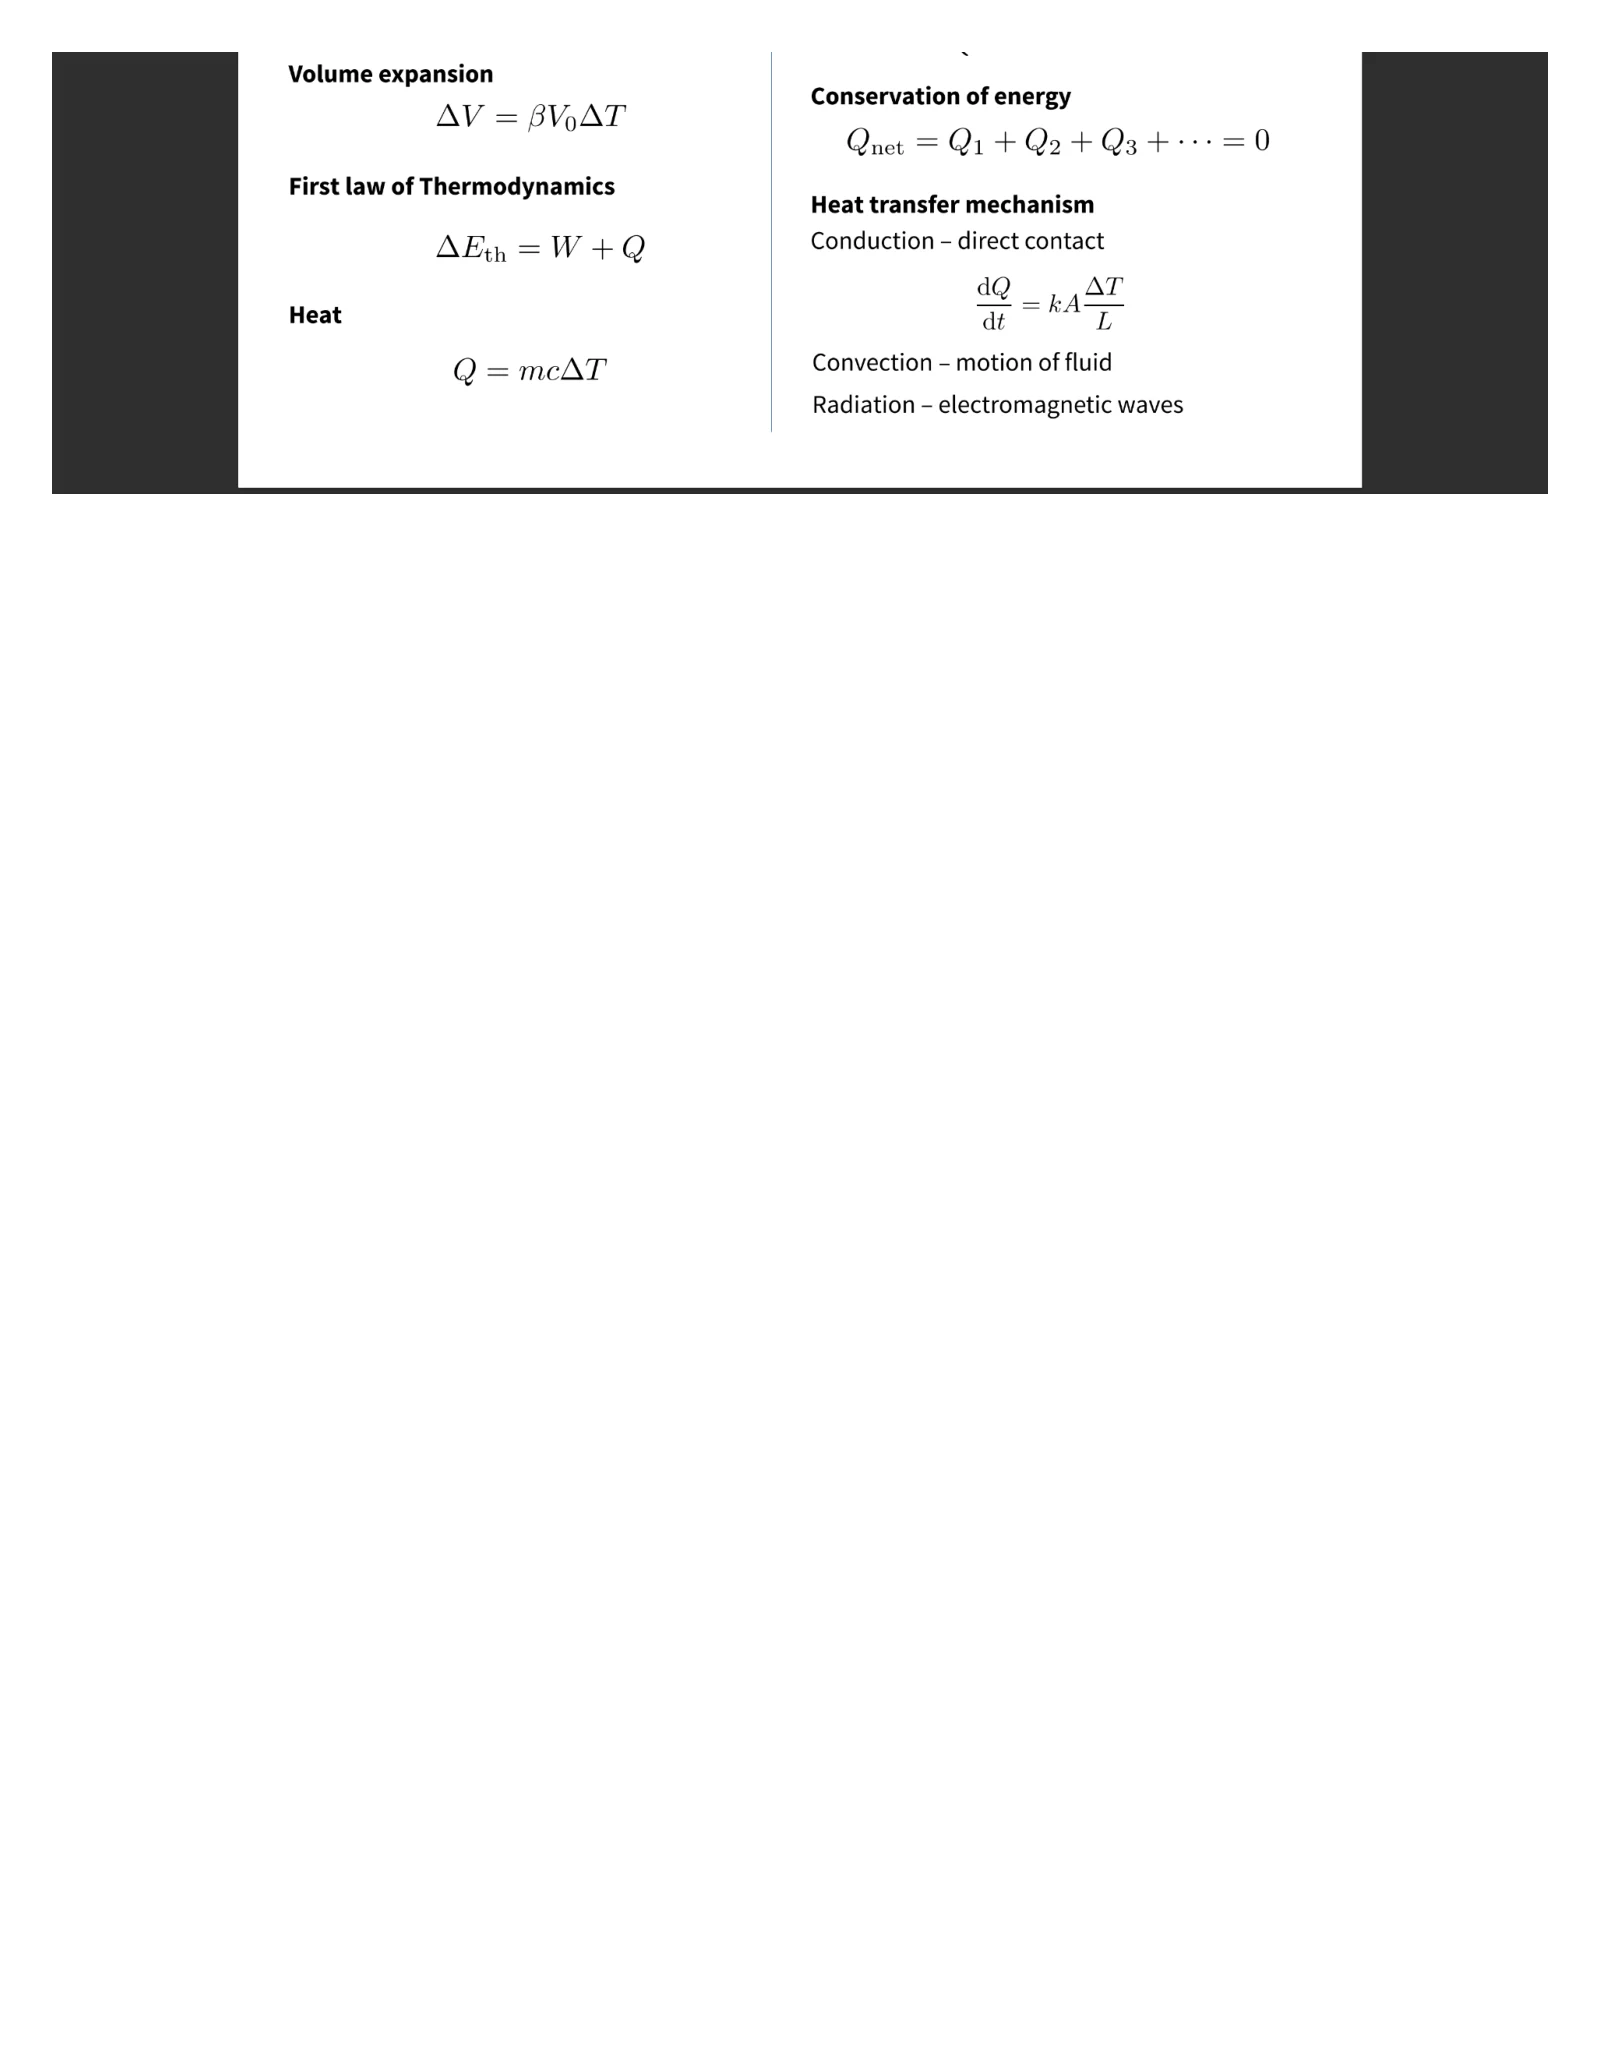 Volume expansion
ΔV = βV₀ΔT
First law of Thermodynamics
ΔE_th = W + Q
Heat
Q = mcΔT
Conservation of energy
Q_net = Q₁ + Q₂ + Q₃ + ··· = 0
Heat transfer mechanism
Conduction – direct contact
dQ/dt = kA ΔT/L
Convection – motion of fluid
Radiation – electromagnetic waves